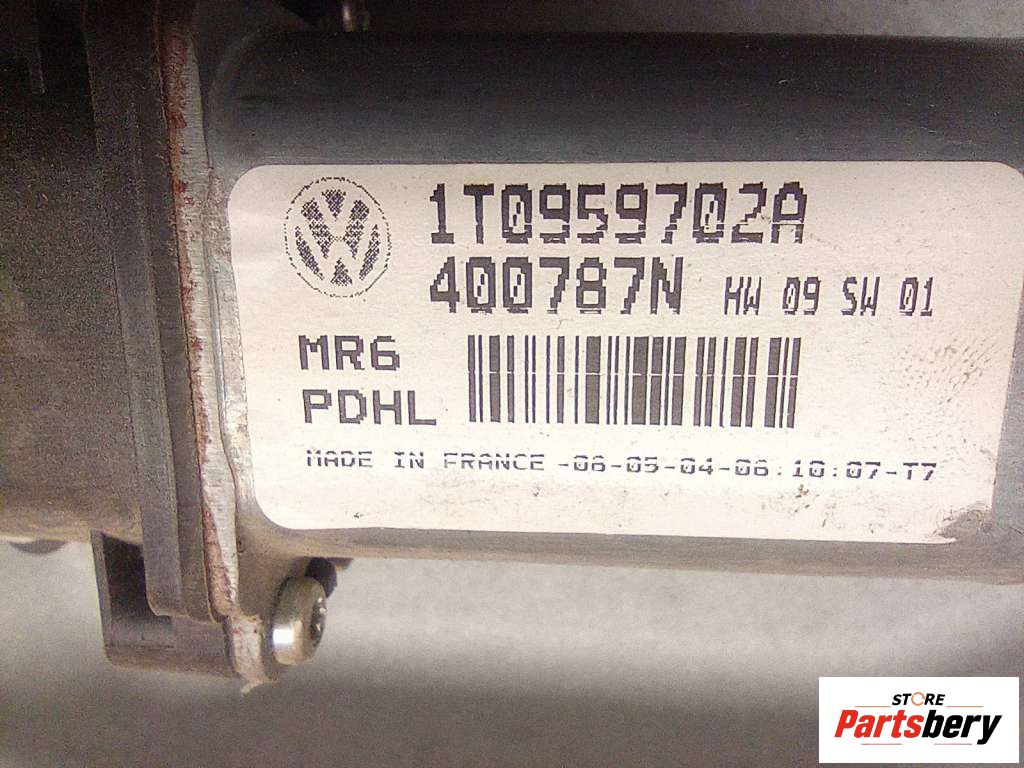 1T0959702A
400787N HW 09 SW 01
MR6
PDHL
MADE IN FRANCE -08-05-04-06:10:07-T7
STORE
Partsbery